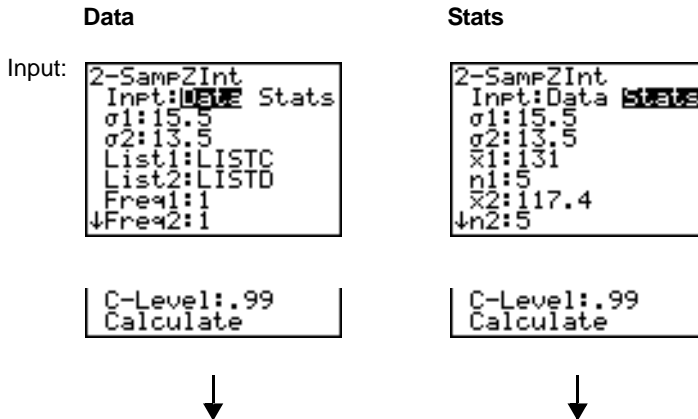 Data
Stats
Input:
2-SampZInt
Inpt:Data Stats
σ1:15.5
σ2:13.5
List1:LISTC
List2:LISTD
Freq1:1
↓Freq2:1
C-Level:.99
Calculate
2-SampZInt
Inpt:Data Stats
σ1:15.5
σ2:13.5
x̄1:131
n1:5
x̄2:117.4
↓n2:5
C-Level:.99
Calculate